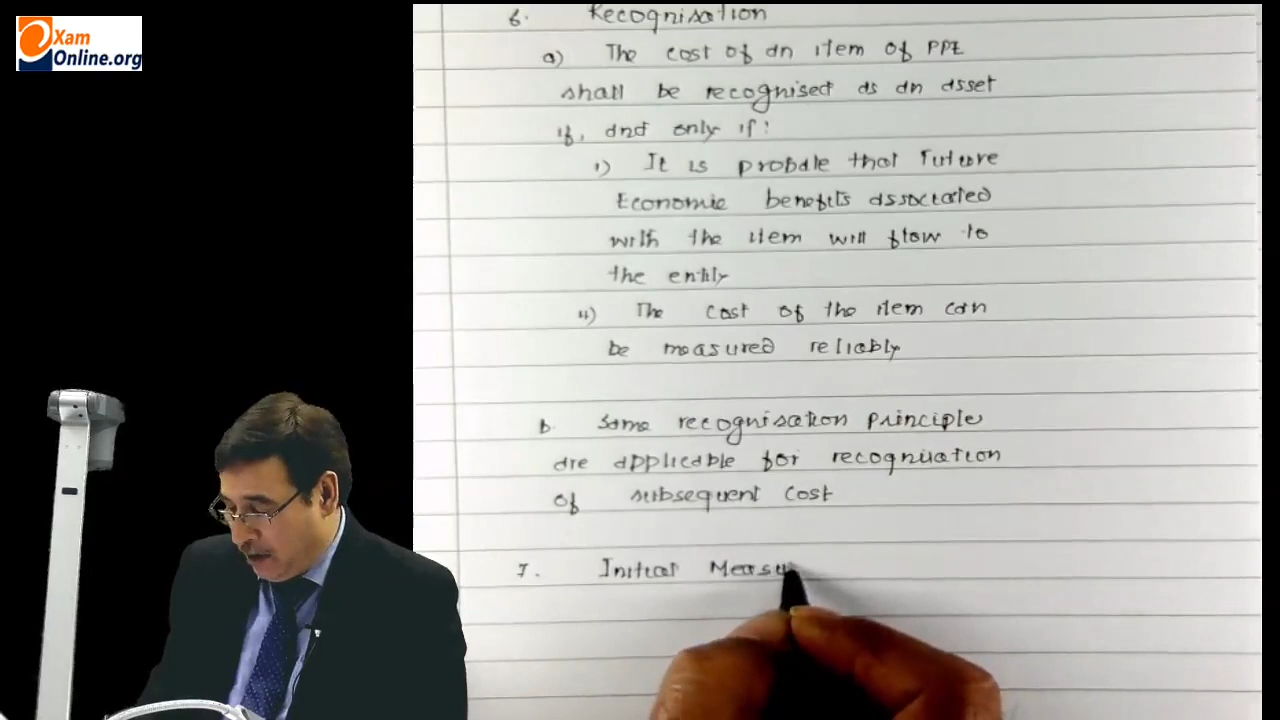 Xam
Online.org
6. Recognisation
a) The cost of an item of PPE
shall be recognised as an asset
if, and only if:
i) It is probale that Future
Economic benefits associated
with the item will flow to
the entity
ii) The cost of the item can
be measured reliably
b. Same recognisation principle
are applicable for recognisation
of subsequent cost
7. Initial Measu